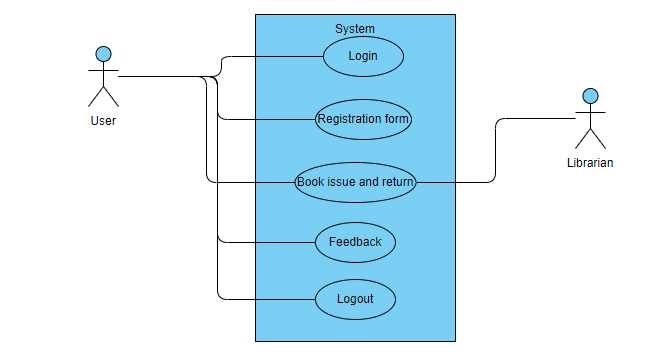 System
Login
User
Registration form
Librarian
Book issue and return
Feedback
Logout